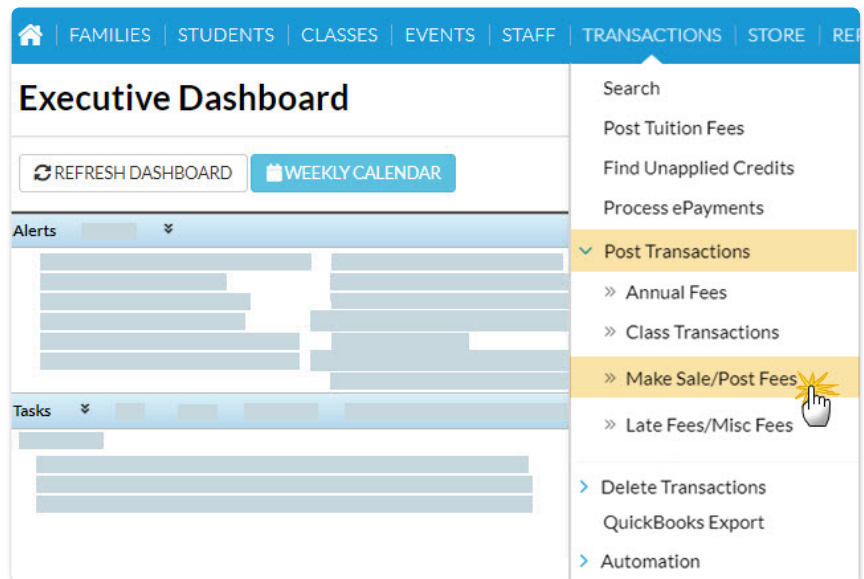 FAMILIES | STUDENTS | CLASSES | EVENTS | STAFF | TRANSACTIONS | STORE |
Executive Dashboard
REFRESH DASHBOARD
WEEKLY CALENDAR
Alerts
Tasks
Search
Post Tuition Fees
Find Unapplied Credits
Process ePayments
Post Transactions
» Annual Fees
» Class Transactions
» Make Sale/Post Fees
» Late Fees/Misc Fees
Delete Transactions
QuickBooks Export
Automation